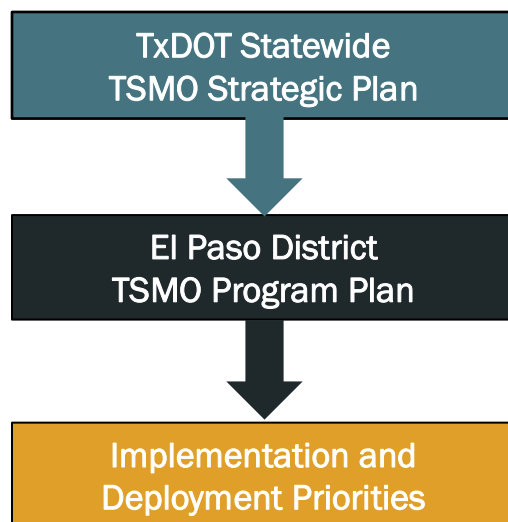 TxDOT Statewide
TSMO Strategic Plan
El Paso District
TSMO Program Plan
Implementation and
Deployment Priorities